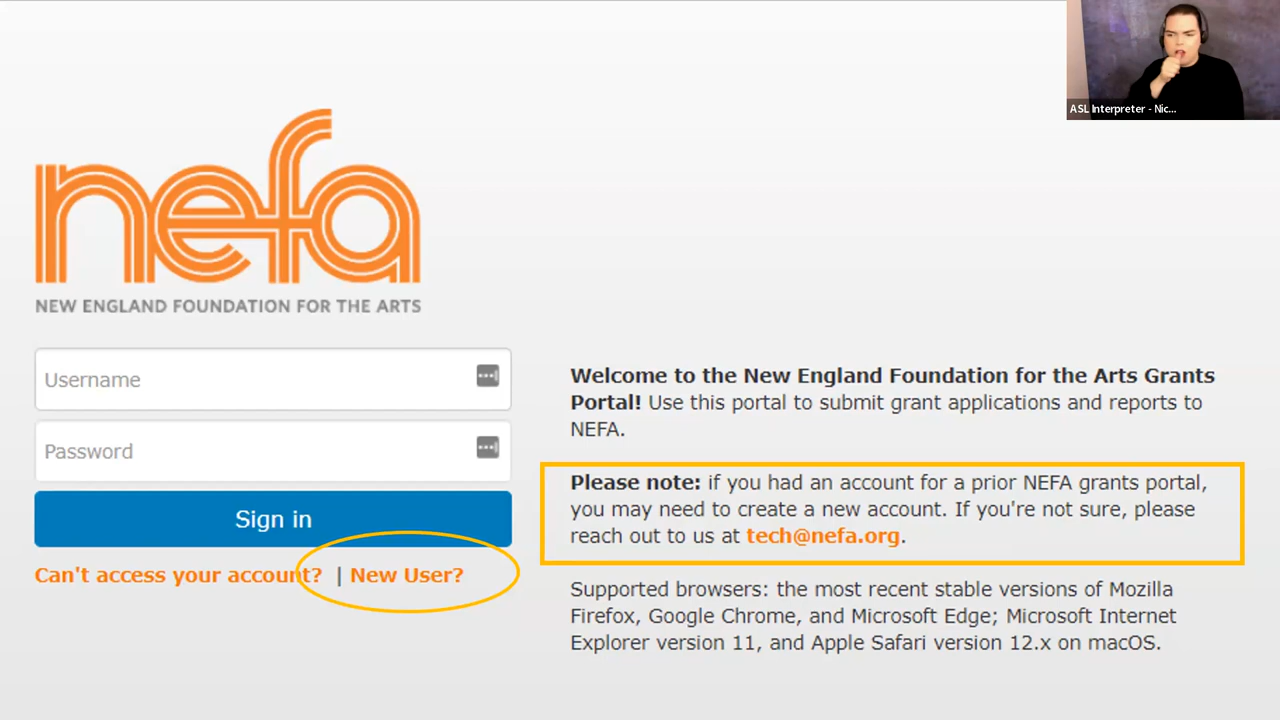 ASL Interpreter - Nic...
nefa
NEW ENGLAND FOUNDATION FOR THE ARTS
Username
Password
Sign in
Can't access your account? | New User?
Welcome to the New England Foundation for the Arts Grants
Portal! Use this portal to submit grant applications and reports to
NEFA.
Please note: if you had an account for a prior NEFA grants portal,
you may need to create a new account. If you're not sure, please
reach out to us at tech@nefa.org.
Supported browsers: the most recent stable versions of Mozilla
Firefox, Google Chrome, and Microsoft Edge; Microsoft Internet
Explorer version 11, and Apple Safari version 12.x on macOS.